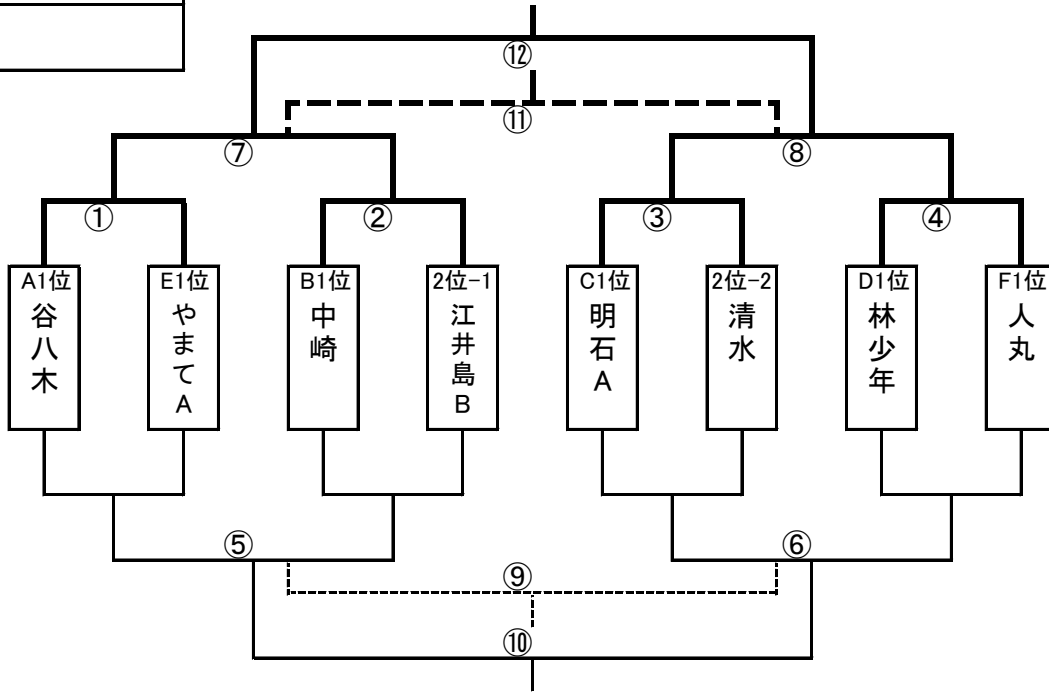 ⑫
⑪
⑦
⑧
①
②
③
④
A1位
谷八木
E1位
やまてA
B1位
中崎
2位-1
江井島B
C1位
明石A
2位-2
清水
D1位
林少年
F1位
人丸
⑤
⑥
⑨
⑩